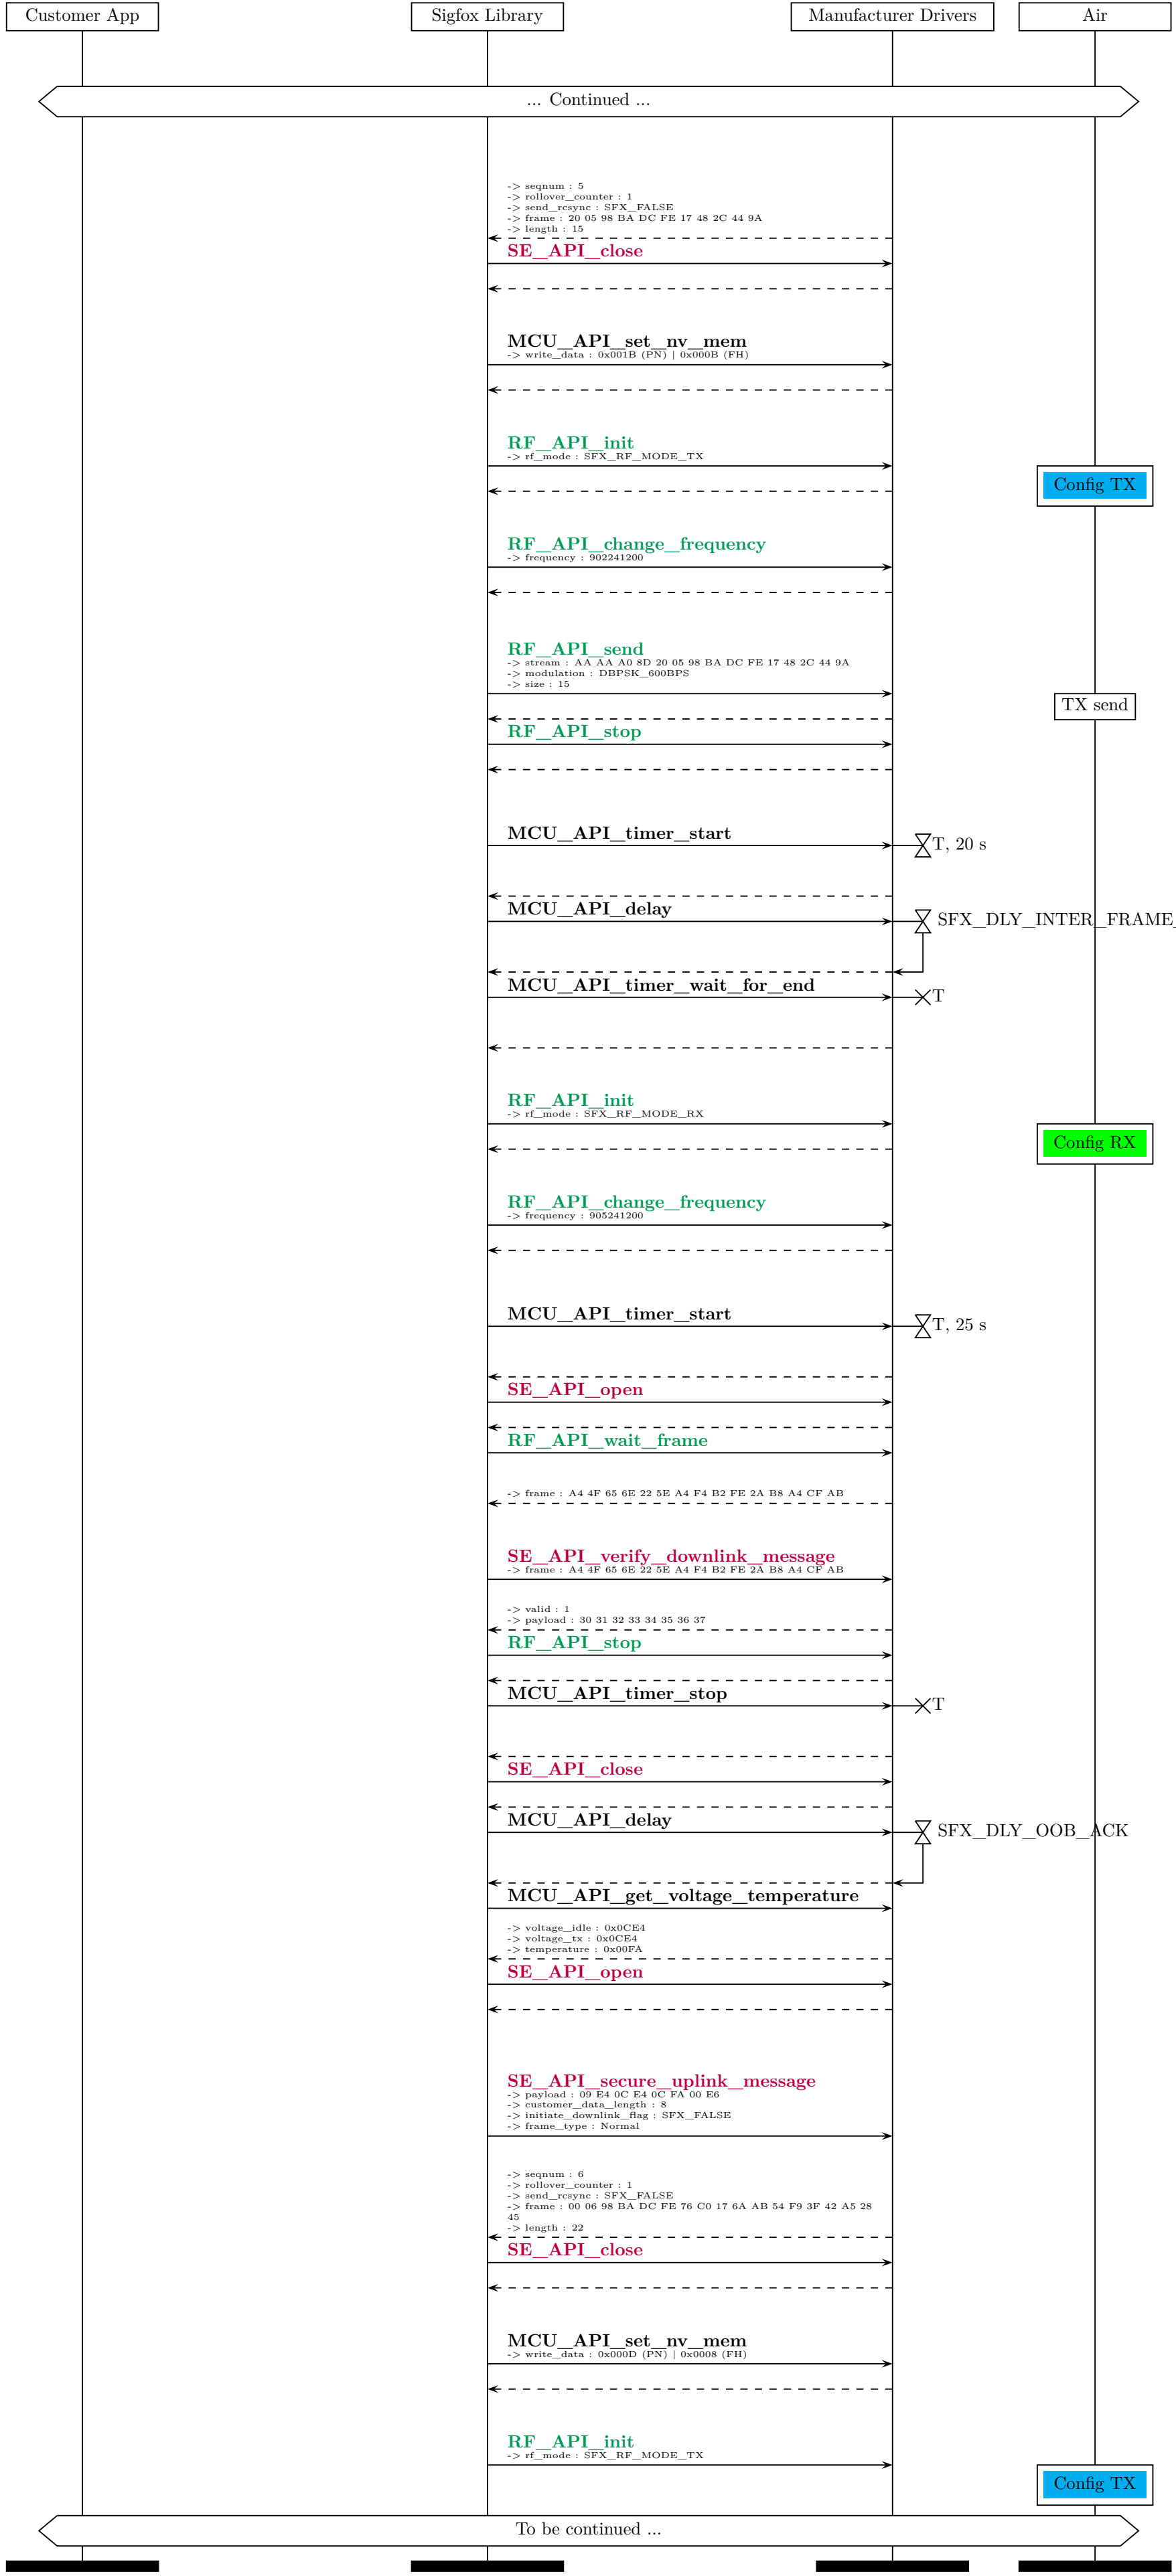 Customer App
Sigfox Library
Manufacturer Drivers
Air
... Continued ...
-> seqnum : 5
-> rollover_counter : 1
-> send_rcsync : SFX_FALSE
-> frame : 20 05 98 BA DC FE 17 48 2C 44 9A
-> length : 15
SE_API_close
MCU_API_set_nv_mem
-> write_data : 0x001B (PN) | 0x000B (FH)
RF_API_init
-> rf_mode : SFX_RF_MODE_TX
Config TX
RF_API_change_frequency
-> frequency : 902241200
RF_API_send
-> stream : AA AA A0 8D 20 05 98 BA DC FE 17 48 2C 44 9A
-> modulation : DBPSK_600BPS
-> size : 15
TX send
RF_API_stop
MCU_API_timer_start
T, 20 s
MCU_API_delay
SFX_DLY_INTER_FRAME_
MCU_API_timer_wait_for_end
T
RF_API_init
-> rf_mode : SFX_RF_MODE_RX
Config RX
RF_API_change_frequency
-> frequency : 905241200
MCU_API_timer_start
T, 25 s
SE_API_open
RF_API_wait_frame
-> frame : A4 4F 65 6E 22 5E A4 F4 B2 FE 2A B8 A4 CF AB
SE_API_verify_downlink_message
-> frame : A4 4F 65 6E 22 5E A4 F4 B2 FE 2A B8 A4 CF AB
-> valid : 1
-> payload : 30 31 32 33 34 35 36 37
RF_API_stop
MCU_API_timer_stop
T
SE_API_close
MCU_API_delay
SFX_DLY_OOB_ACK
MCU_API_get_voltage_temperature
-> voltage_idle : 0x0CE4
-> voltage_tx : 0x0CE4
-> temperature : 0x00FA
SE_API_open
SE_API_secure_uplink_message
-> payload : 09 E4 0C E4 0C FA 00 E6
-> customer_data_length : 8
-> initiate_downlink_flag : SFX_FALSE
-> frame_type : Normal
-> seqnum : 6
-> rollover_counter : 1
-> send_rcsync : SFX_FALSE
-> frame : 00 06 98 BA DC FE 76 C0 17 6A AB 54 F9 3F 42 A5 28
45
-> length : 22
SE_API_close
MCU_API_set_nv_mem
-> write_data : 0x000D (PN) | 0x0008 (FH)
RF_API_init
-> rf_mode : SFX_RF_MODE_TX
Config TX
To be continued ...